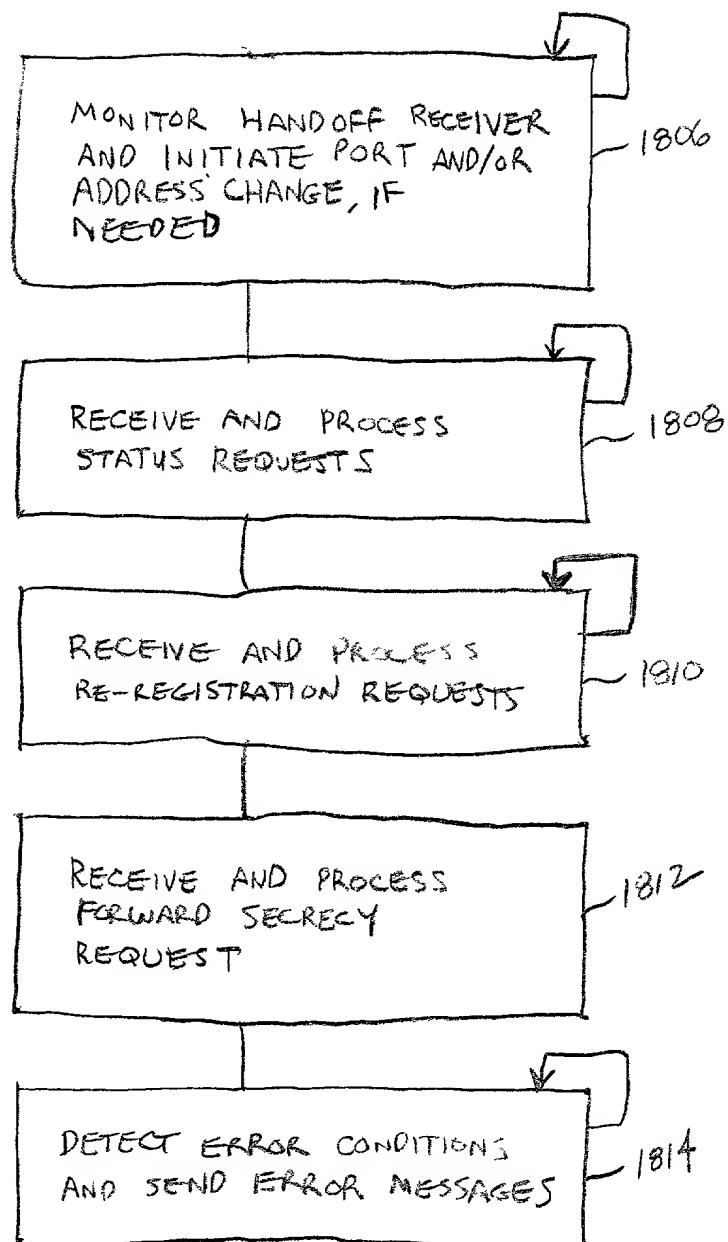 MONITOR HANDOFF RECEIVER
AND INITIATE PORT AND/OR
ADDRESS CHANGE, IF
NEEDED
1806
RECEIVE AND PROCESS
STATUS REQUESTS
1808
RECEIVE AND PROCESS
RE-REGISTRATION REQUESTS
1810
RECEIVE AND PROCESS
FORWARD SECRECY
REQUEST
1812
DETECT ERROR CONDITIONS
AND SEND ERROR MESSAGES
1814